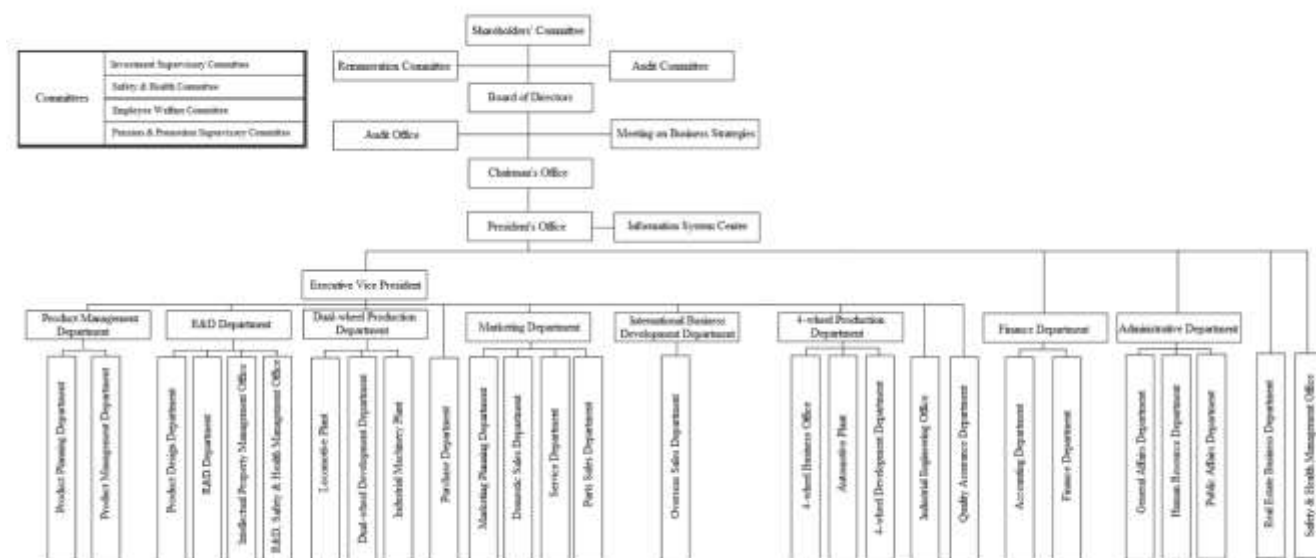 Shareholders' Committee
Remuneration Committee
Audit Committee
Board of Directors
Audit Office
Meeting on Business Strategies
Chairman's Office
President's Office
Information System Center
Committees
Investment Supervisory Committee
Safety & Health Committee
Employee Welfare Committee
Pension & Promotion Supervisory Committee
Executive Vice President
Product Management
Department
R&D Department
Dual-wheel Production
Department
Marketing Department
International Business
Development Department
4-wheel Production
Department
Finance Department
Administrative Department
Product Planning Department
Product Management Department
Product Design Department
R&D Department
Intellectual Property Management Office
R&D, Safety & Health Management Office
Locomotive Plant
Dual-wheel Development Department
Industrial Machinery Plant
Purchase Department
Marketing Planning Department
Domestic Sales Department
Service Department
Parts Sales Department
Overseas Sales Department
4-wheel Business Office
Automotive Plant
4-wheel Development Department
Industrial Engineering Office
Quality Assurance Department
Accounting Department
Finance Department
General Affairs Department
Human Resource Department
Public Affairs Department
Real Estate Business Department
Safety & Health Management Office